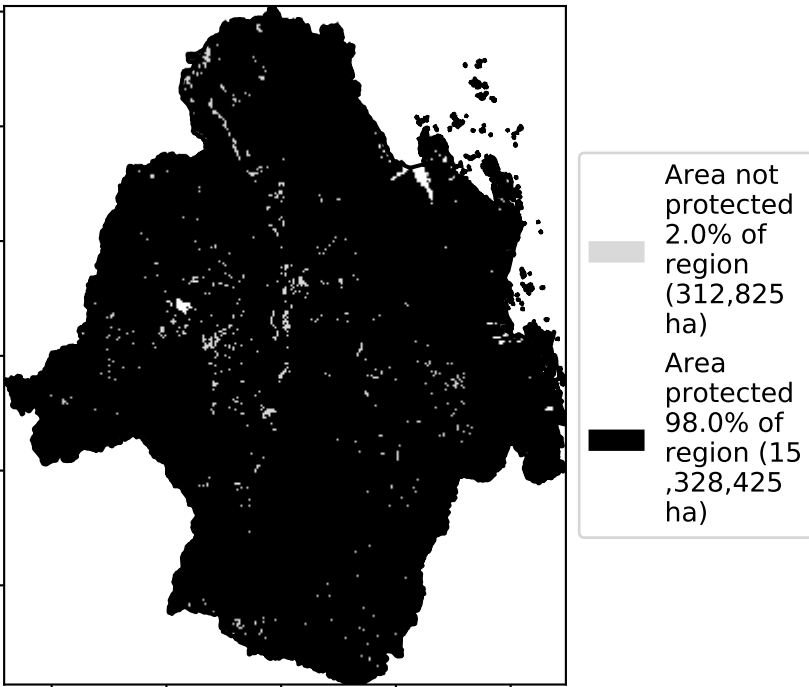 Area not
protected
2.0% of
region
(312,825
ha)
Area
protected
98.0% of
region (15
,328,425
ha)